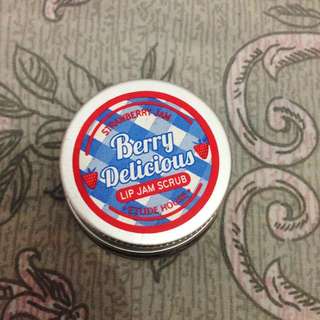 STRAWBERRY JAM
Berry
Delicious
LIP JAM SCRUB
ETUDE HOUSE